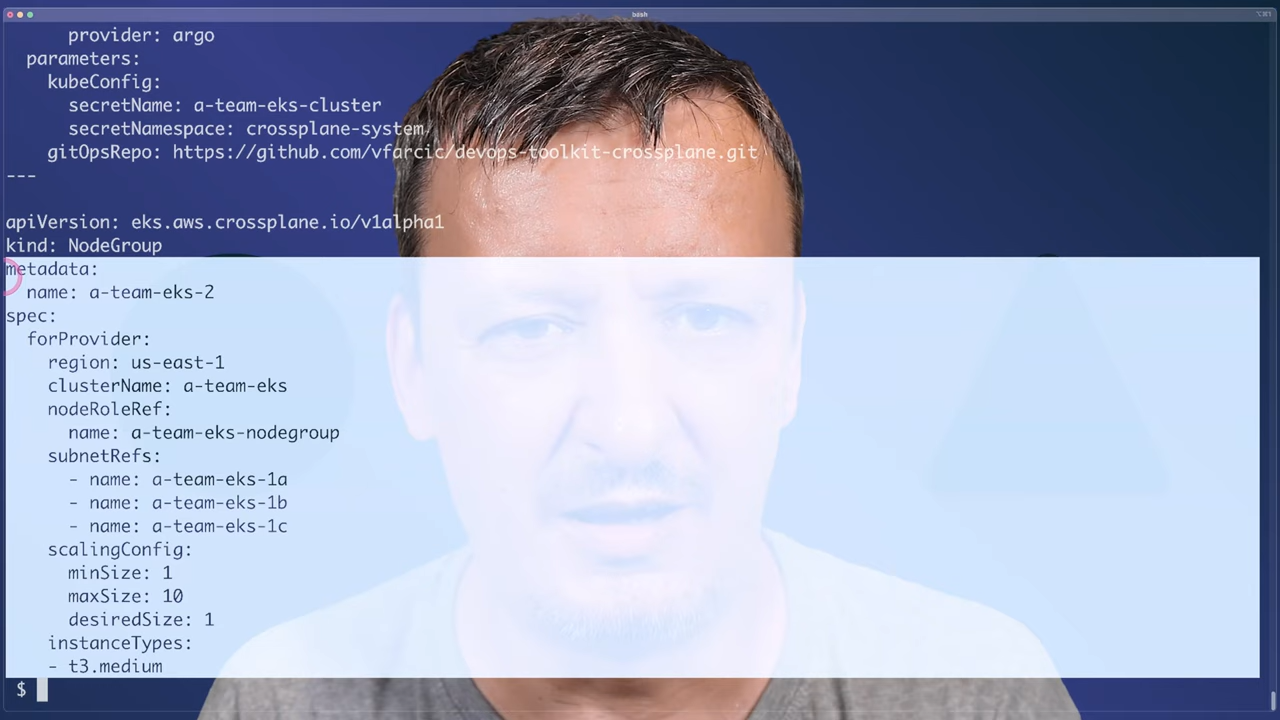 bash
      provider: argo
  parameters:
    kubeConfig:
      secretName: a-team-eks-cluster
      secretNamespace: crossplane-system
    gitOpsRepo: https://github.com/vfarcic/devops-toolkit-crossplane.git
---
apiVersion: eks.aws.crossplane.io/v1alpha1
kind: NodeGroup
metadata:
  name: a-team-eks-2
spec:
  forProvider:
    region: us-east-1
    clusterName: a-team-eks
    nodeRoleRef:
      name: a-team-eks-nodegroup
    subnetRefs:
      - name: a-team-eks-1a
      - name: a-team-eks-1b
      - name: a-team-eks-1c
    scalingConfig:
      minSize: 1
      maxSize: 10
      desiredSize: 1
    instanceTypes:
    - t3.medium
$